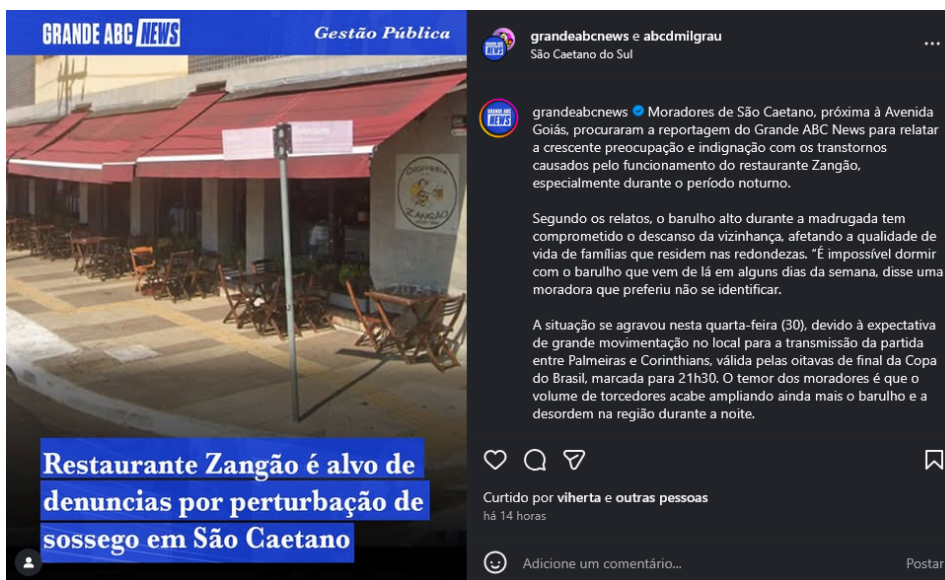 GRANDE ABC NEWS
Gestão Pública
CHOPPERIA
ZANGÃO
Restaurante Zangão é alvo de
denuncias por perturbação de
sossego em São Caetano
grandeabcnews e abcdmilgrau
São Caetano do Sul
grandeabcnews Moradores de São Caetano, próxima à Avenida
Goiás, procuraram a reportagem do Grande ABC News para relatar
a crescente preocupação e indignação com os transtornos
causados pelo funcionamento do restaurante Zangão,
especialmente durante o período noturno.
Segundo os relatos, o barulho alto durante a madrugada tem
comprometido o descanso da vizinhança, afetando a qualidade de
vida de famílias que residem nas redondezas. “É impossível dormir
com o barulho que vem de lá em alguns dias da semana, disse uma
moradora que preferiu não se identificar.
A situação se agravou nesta quarta-feira (30), devido à expectativa
de grande movimentação no local para a transmissão da partida
entre Palmeiras e Corinthians, válida pelas oitavas de final da Copa
do Brasil, marcada para 21h30. O temor dos moradores é que o
volume de torcedores acabe ampliando ainda mais o barulho e a
desordem na região durante a noite.
Curtido por viherta e outras pessoas
há 14 horas
Adicione um comentário...
Postar